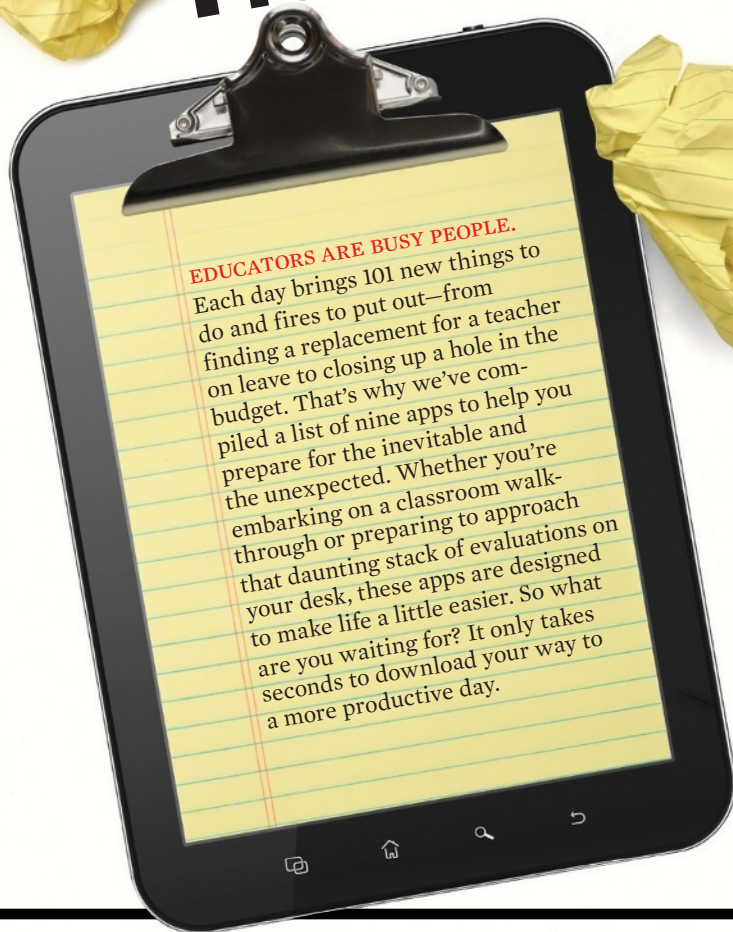 EDUCATORS ARE BUSY PEOPLE.
Each day brings 101 new things to
do and fires to put out—from
finding a replacement for a teacher
on leave to closing up a hole in the
budget. That's why we've com-
piled a list of nine apps to help you
prepare for the inevitable and
the unexpected. Whether you're
embarking on a classroom walk-
through or preparing to approach
that daunting stack of evaluations on
your desk, these apps are designed
to make life a little easier. So what
are you waiting for? It only takes
seconds to download your way to
a more productive day.